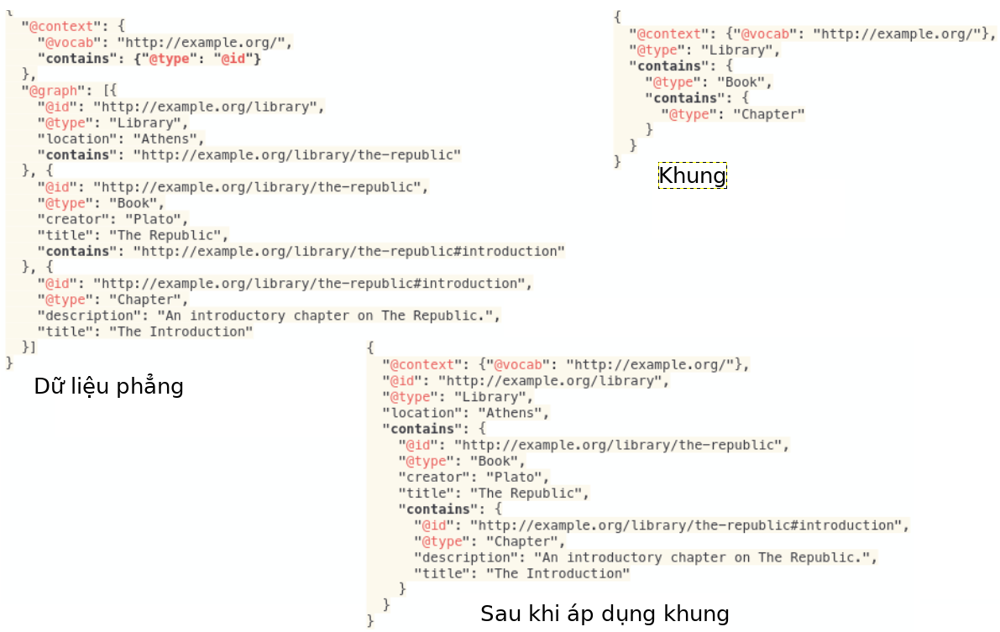 {
  "@context": {
    "@vocab": "http://example.org/",
    "contains": {"@type": "@id"}
  },
  "@graph": [{
    "@id": "http://example.org/library",
    "@type": "Library",
    "location": "Athens",
    "contains": "http://example.org/library/the-republic"
  }, {
    "@id": "http://example.org/library/the-republic",
    "@type": "Book",
    "creator": "Plato",
    "title": "The Republic",
    "contains": "http://example.org/library/the-republic#introduction"
  }, {
    "@id": "http://example.org/library/the-republic#introduction",
    "@type": "Chapter",
    "description": "An introductory chapter on The Republic.",
    "title": "The Introduction"
  }]
}
Dữ liệu phẳng
{
  "@context": {"@vocab": "http://example.org/"},
  "@type": "Library",
  "contains": {
    "@type": "Book",
    "contains": {
      "@type": "Chapter"
    }
  }
}
Khung
{
  "@context": {"@vocab": "http://example.org/"},
  "@id": "http://example.org/library",
  "@type": "Library",
  "location": "Athens",
  "contains": {
    "@id": "http://example.org/library/the-republic",
    "@type": "Book",
    "creator": "Plato",
    "title": "The Republic",
    "contains": {
      "@id": "http://example.org/library/the-republic#introduction",
      "@type": "Chapter",
      "description": "An introductory chapter on The Republic.",
      "title": "The Introduction"
    }
  }
}
Sau khi áp dụng khung